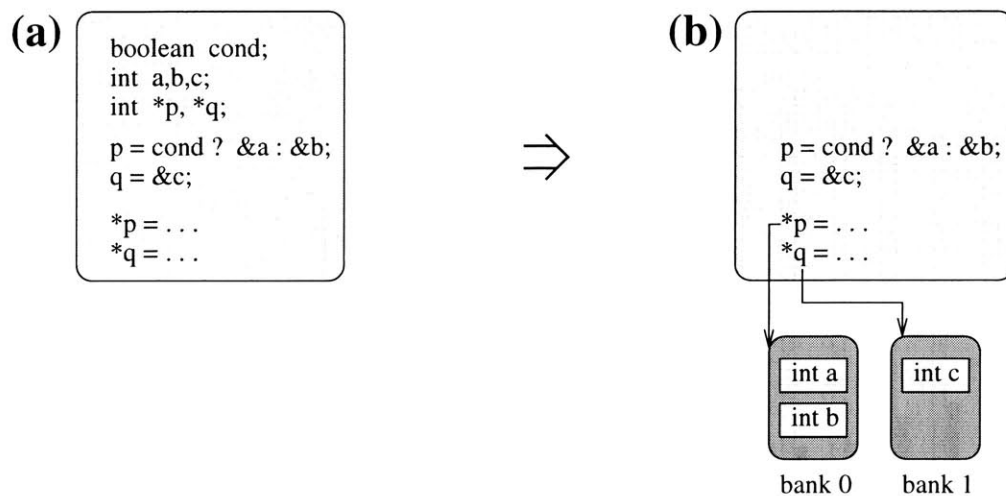 (a)
boolean cond;
int a,b,c;
int *p, *q;
p = cond ? &a : &b;
q = &c;
*p = . . .
*q = . . .
(b)
p = cond ? &a : &b;
q = &c;
*p = . . .
*q = . . .
int a
int b
int c
bank 0
bank 1